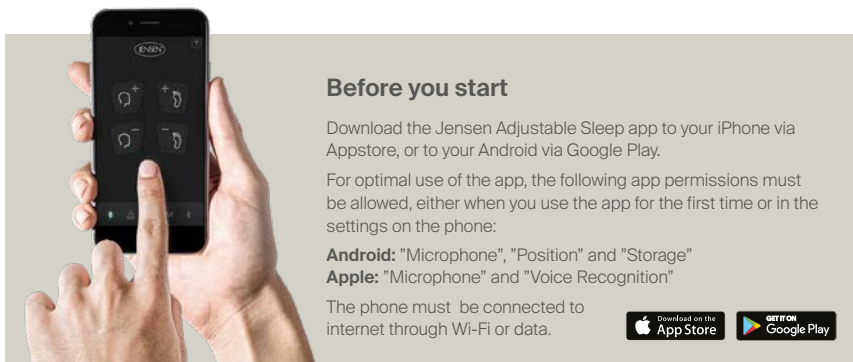 JENSEN
?
+ +
- -
M
Before you start
Download the Jensen Adjustable Sleep app to your iPhone via
Appstore, or to your Android via Google Play.
For optimal use of the app, the following app permissions must
be allowed, either when you use the app for the first time or in the
settings on the phone:
Android: ”Microphone”, ”Position” and ”Storage”
Apple: ”Microphone” and ”Voice Recognition”
The phone must be connected to
internet through Wi-Fi or data.
Download on the
App Store
GET IT ON
Google Play